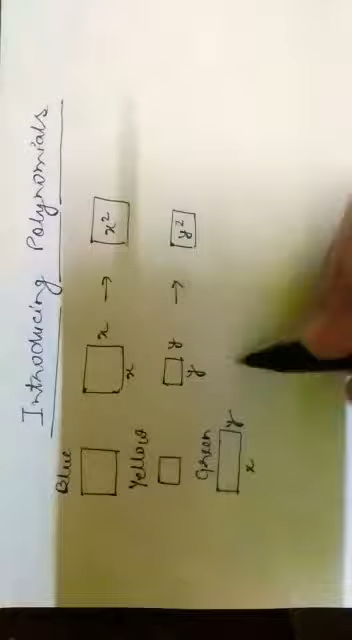 Introducing Polynomials
Blue
x
x
→
x²
Yellow
y
y
→
y²
Green
x
y